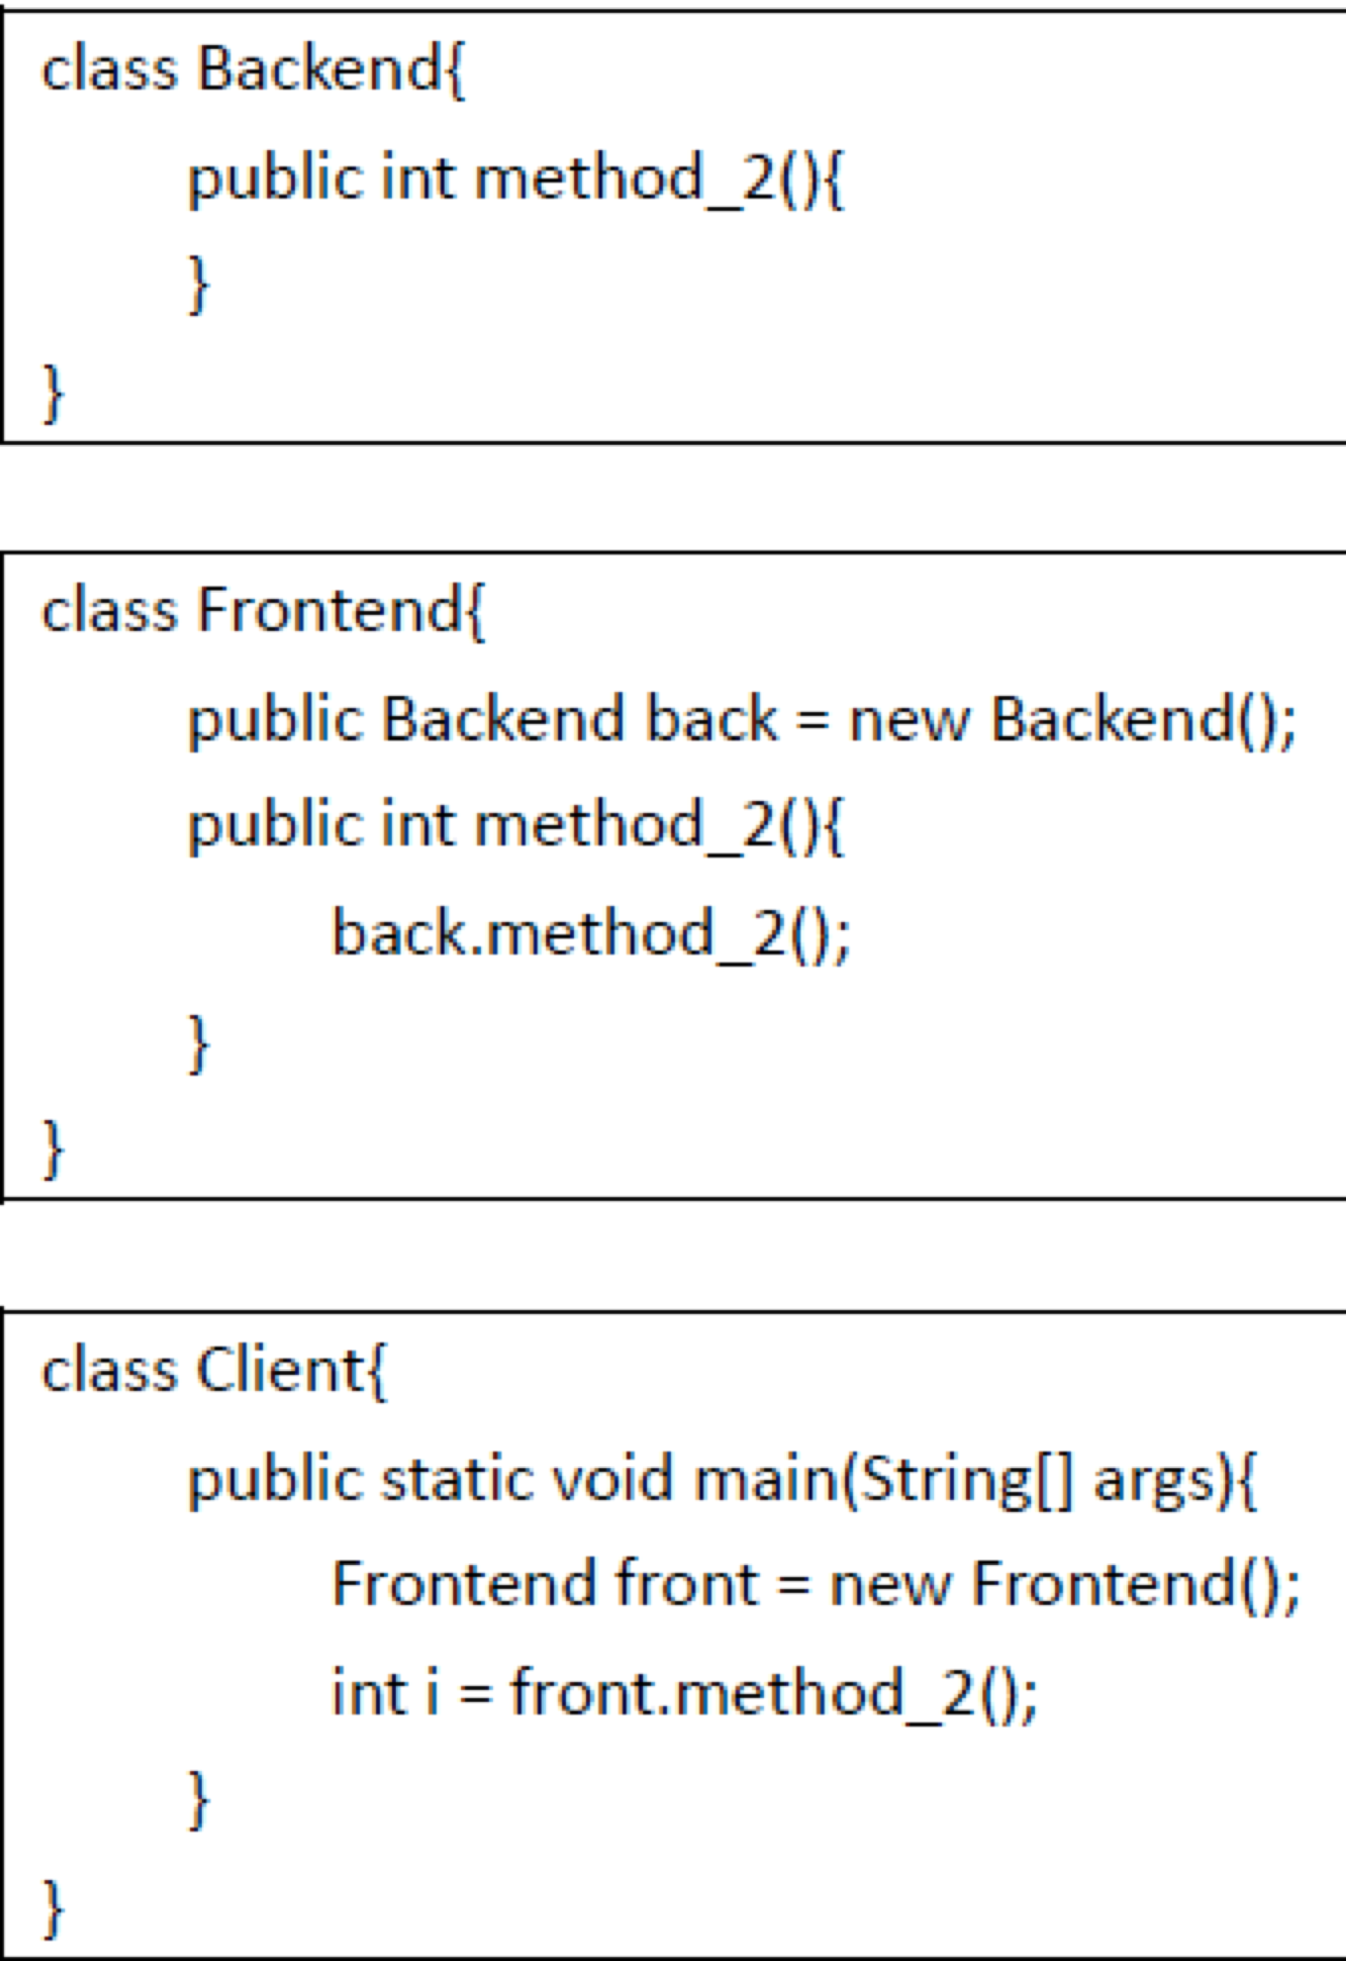 class Backend{
public int method_2(){
}
}
class Frontend{
public Backend back = new Backend();
public int method_2(){
back.method_2();
}
}
class Client{
public static void main(String[] args){
Frontend front = new Frontend();
int i = front.method_2();
}
}